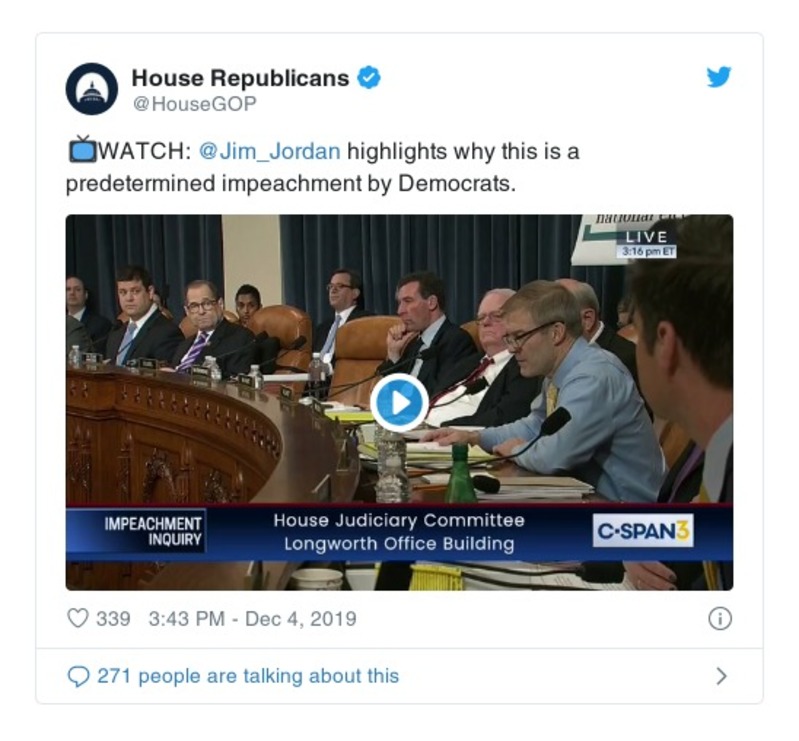 House Republicans
@HouseGOP
📺WATCH: @Jim_Jordan highlights why this is a
predetermined impeachment by Democrats.
national
LIVE
3:16 pm ET
IMPEACHMENT
INQUIRY
House Judiciary Committee
Longworth Office Building
C-SPAN3
339 3:43 PM - Dec 4, 2019
271 people are talking about this